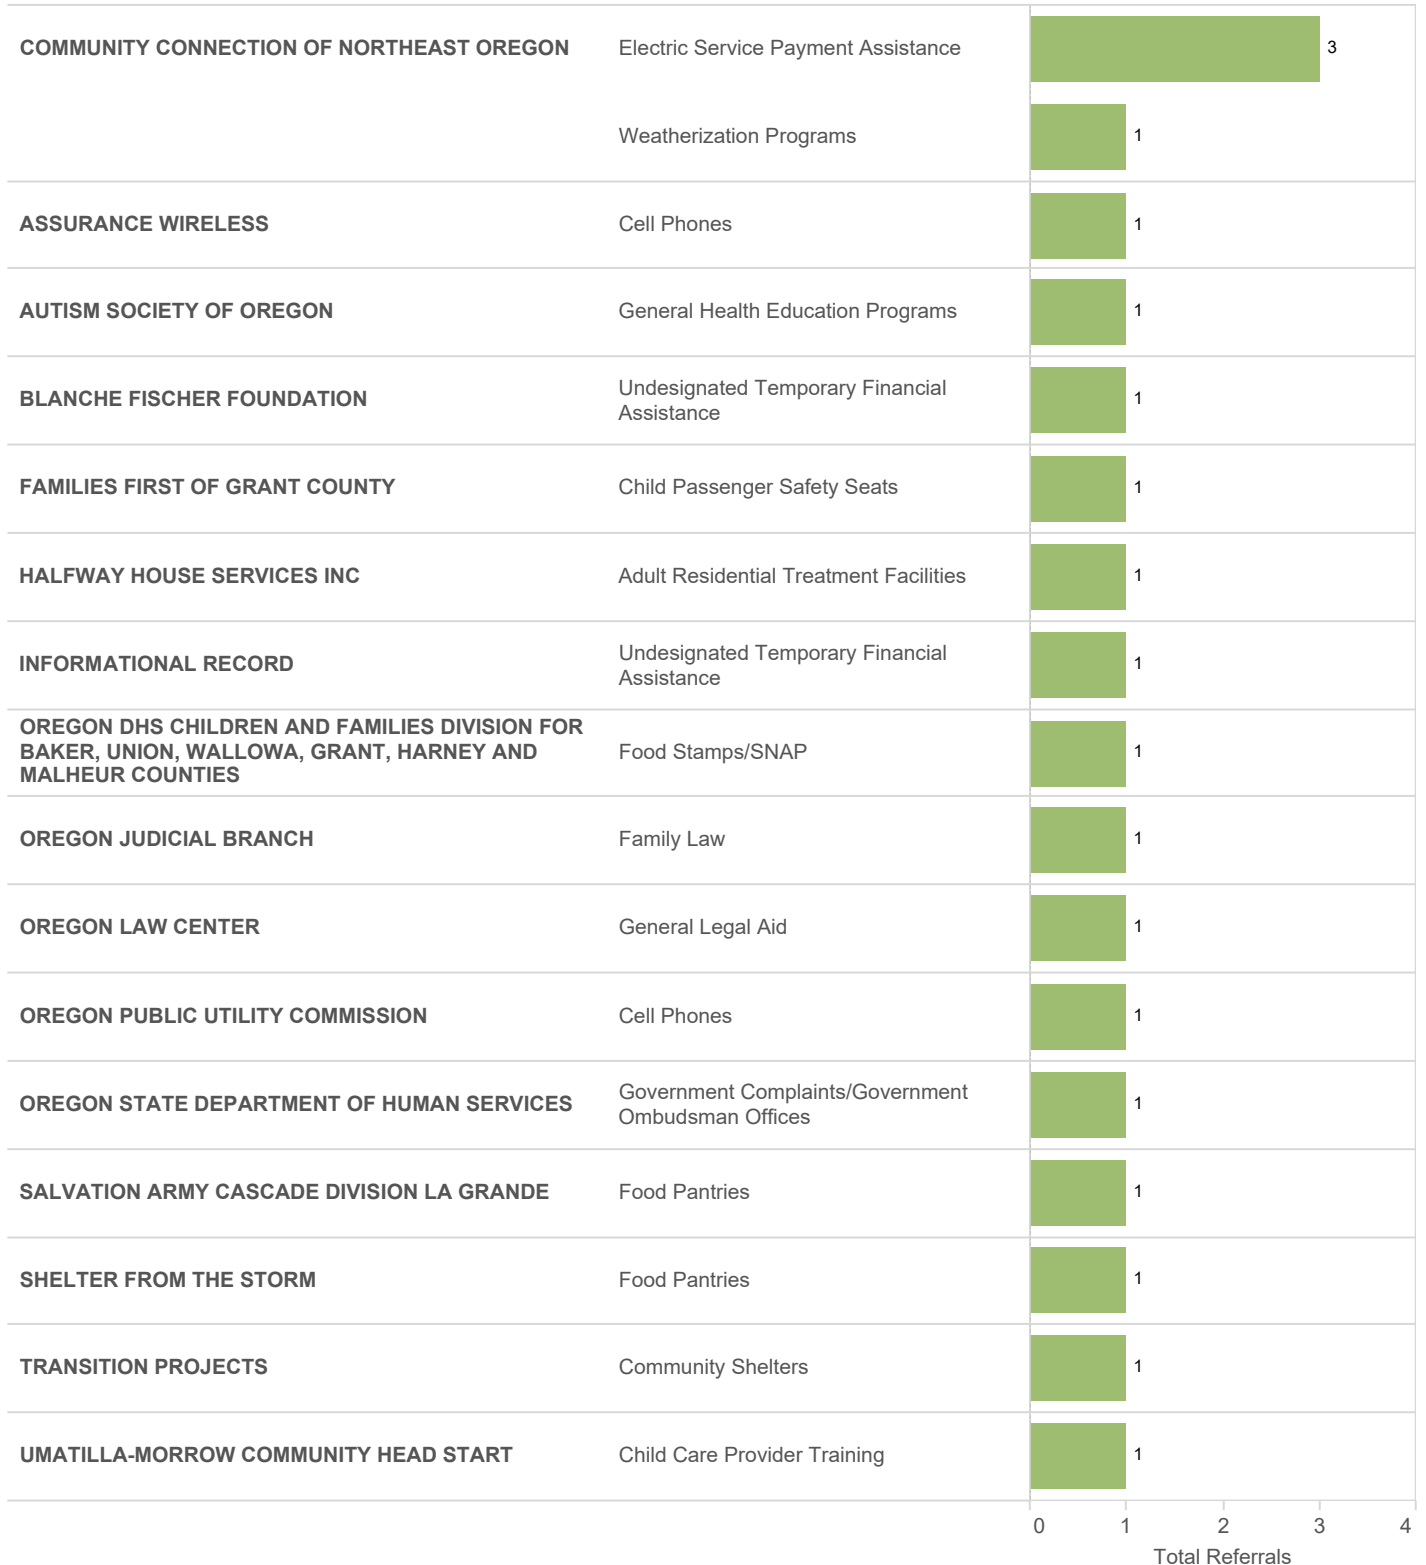 COMMUNITY CONNECTION OF NORTHEAST OREGON Electric Service Payment Assistance 3
Weatherization Programs 1
ASSURANCE WIRELESS Cell Phones 1
AUTISM SOCIETY OF OREGON General Health Education Programs 1
BLANCHE FISCHER FOUNDATION Undesignated Temporary Financial
Assistance 1
FAMILIES FIRST OF GRANT COUNTY Child Passenger Safety Seats 1
HALFWAY HOUSE SERVICES INC Adult Residential Treatment Facilities 1
INFORMATIONAL RECORD Undesignated Temporary Financial
Assistance 1
OREGON DHS CHILDREN AND FAMILIES DIVISION FOR
BAKER, UNION, WALLOWA, GRANT, HARNEY AND
MALHEUR COUNTIES Food Stamps/SNAP 1
OREGON JUDICIAL BRANCH Family Law 1
OREGON LAW CENTER General Legal Aid 1
OREGON PUBLIC UTILITY COMMISSION Cell Phones 1
OREGON STATE DEPARTMENT OF HUMAN SERVICES Government Complaints/Government
Ombudsman Offices 1
SALVATION ARMY CASCADE DIVISION LA GRANDE Food Pantries 1
SHELTER FROM THE STORM Food Pantries 1
TRANSITION PROJECTS Community Shelters 1
UMATILLA-MORROW COMMUNITY HEAD START Child Care Provider Training 1
0 1 2 3 4
Total Referrals